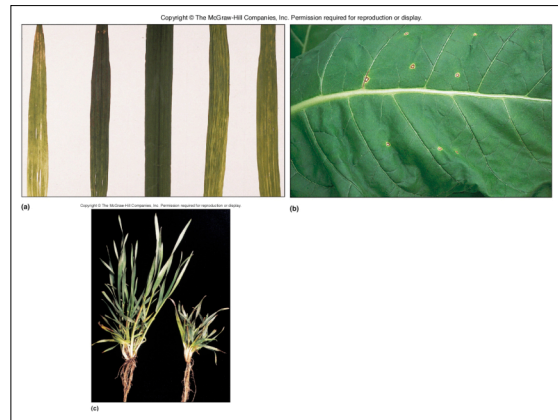 Copyright © The McGraw-Hill Companies, Inc. Permission required for reproduction or display.
(a)
Copyright © The McGraw-Hill Companies, Inc. Permission required for reproduction or display.
(b)
(c)